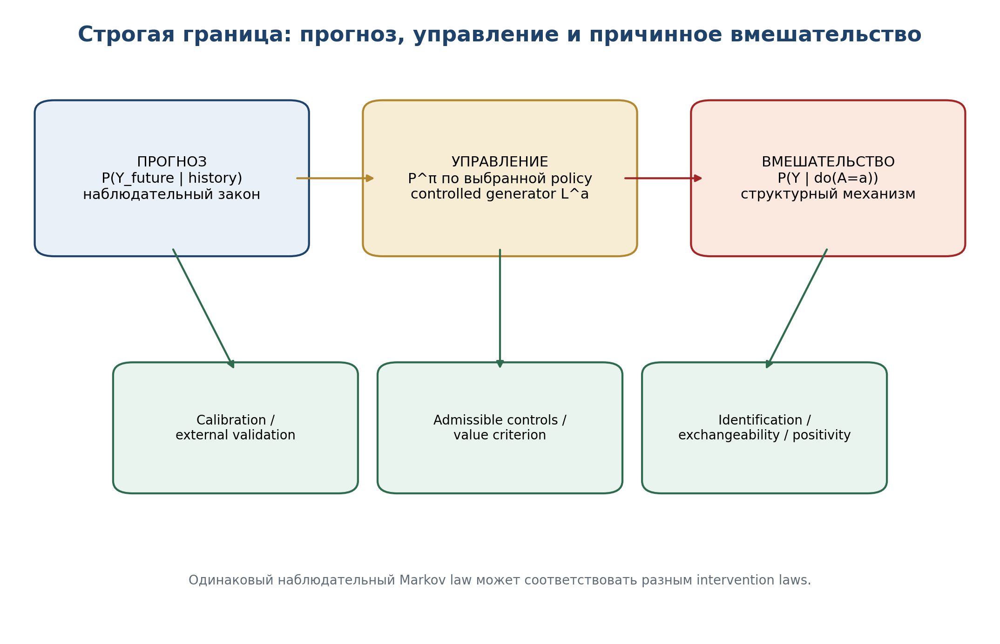 Строгая граница: прогноз, управление и причинное вмешательство
ПРОГНОЗ
P(Y_future | history)
наблюдательный закон
УПРАВЛЕНИЕ
P^π по выбранной policy
controlled generator L^a
ВМЕШАТЕЛЬСТВО
P(Y | do(A=a))
структурный механизм
Calibration /
external validation
Admissible controls /
value criterion
Identification /
exchangeability / positivity
Одинаковый наблюдательный Markov law может соответствовать разным intervention laws.